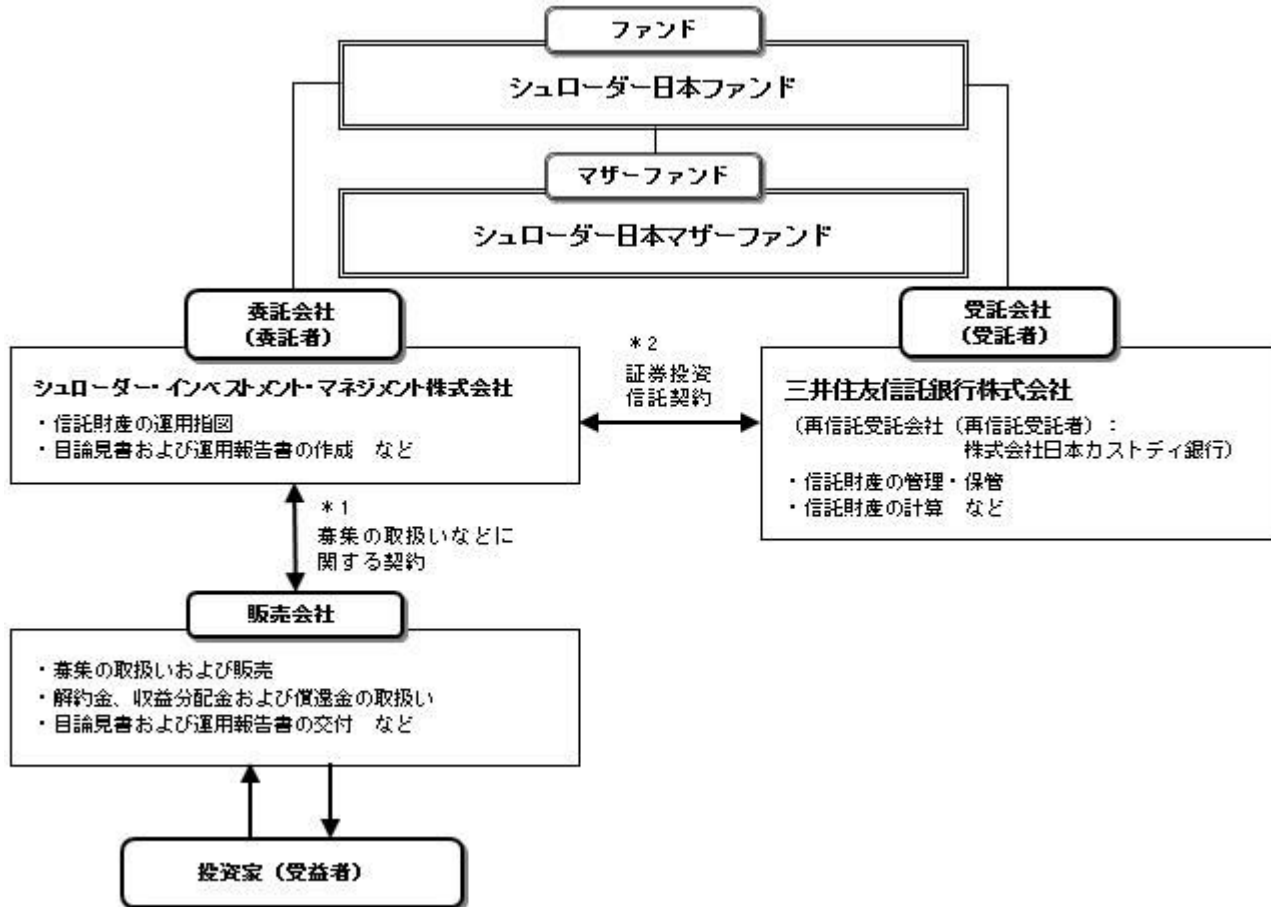 ファンド
シュローダー日本ファンド
マザーファンド
シュローダー日本マザーファンド
委託会社
（委託者）
シュローダー・インベストメント・マネジメント株式会社
・信託財産の運用指図
・目論見書および運用報告書の作成　など
＊2
証券投資
信託契約
受託会社
（受託者）
三井住友信託銀行株式会社
（再信託受託会社（再信託受託者）：
株式会社日本カストディ銀行）
・信託財産の管理・保管
・信託財産の計算　など
＊1
募集の取扱いなどに
関する契約
販売会社
・募集の取扱いおよび販売
・解約金、収益分配金および償還金の取扱い
・目論見書および運用報告書の交付　など
投資家（受益者）